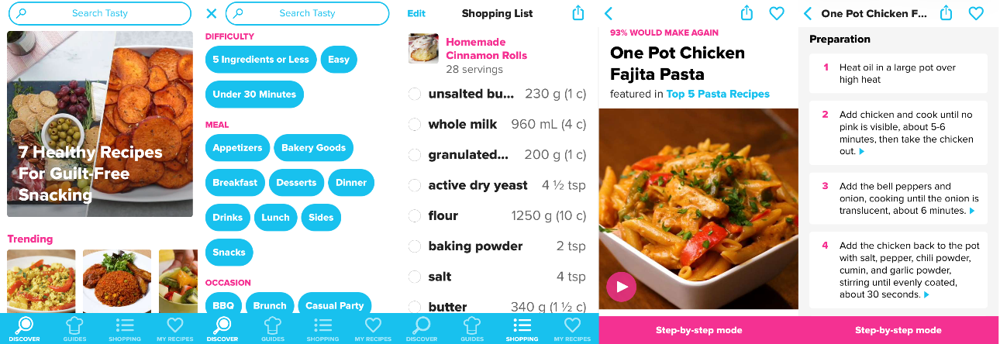 Search Tasty
7 Healthy Recipes
For Guilt-Free
Snacking
Trending
DISCOVER
GUIDES
SHOPPING
MY RECIPES
Search Tasty
DIFFICULTY
5 Ingredients or Less
Easy
Under 30 Minutes
MEAL
Appetizers
Bakery Goods
Breakfast
Desserts
Dinner
Drinks
Lunch
Sides
Snacks
OCCASION
BBQ
Brunch
Casual Party
DISCOVER
GUIDES
SHOPPING
MY RECIPES
Edit
Shopping List
Homemade
Cinnamon Rolls
28 servings
unsalted bu... 230 g (1 c)
whole milk 960 mL (4 c)
granulated... 200 g (1 c)
active dry yeast 4 ½ tsp
flour 1250 g (10 c)
baking powder 2 tsp
salt 4 tsp
butter 340 g (1 ½ c)
DISCOVER
GUIDES
SHOPPING
MY RECIPES
93% WOULD MAKE AGAIN
One Pot Chicken
Fajita Pasta
featured in Top 5 Pasta Recipes
Step-by-step mode
One Pot Chicken F...
Preparation
1 Heat oil in a large pot over
high heat
2 Add chicken and cook until no
pink is visible, about 5-6
minutes, then take the chicken
out.
3 Add the bell peppers and
onion, cooking until the onion is
translucent, about 6 minutes.
4 Add the chicken back to the pot
with salt, pepper, chili powder,
cumin, and garlic powder,
stirring until evenly coated,
about 30 seconds.
Step-by-step mode